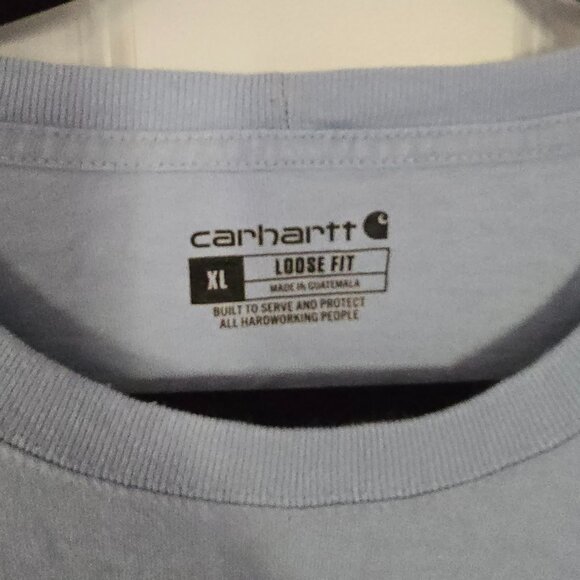 carhartt
XL LOOSE FIT
MADE IN GUATEMALA
BUILT TO SERVE AND PROTECT
ALL HARDWORKING PEOPLE